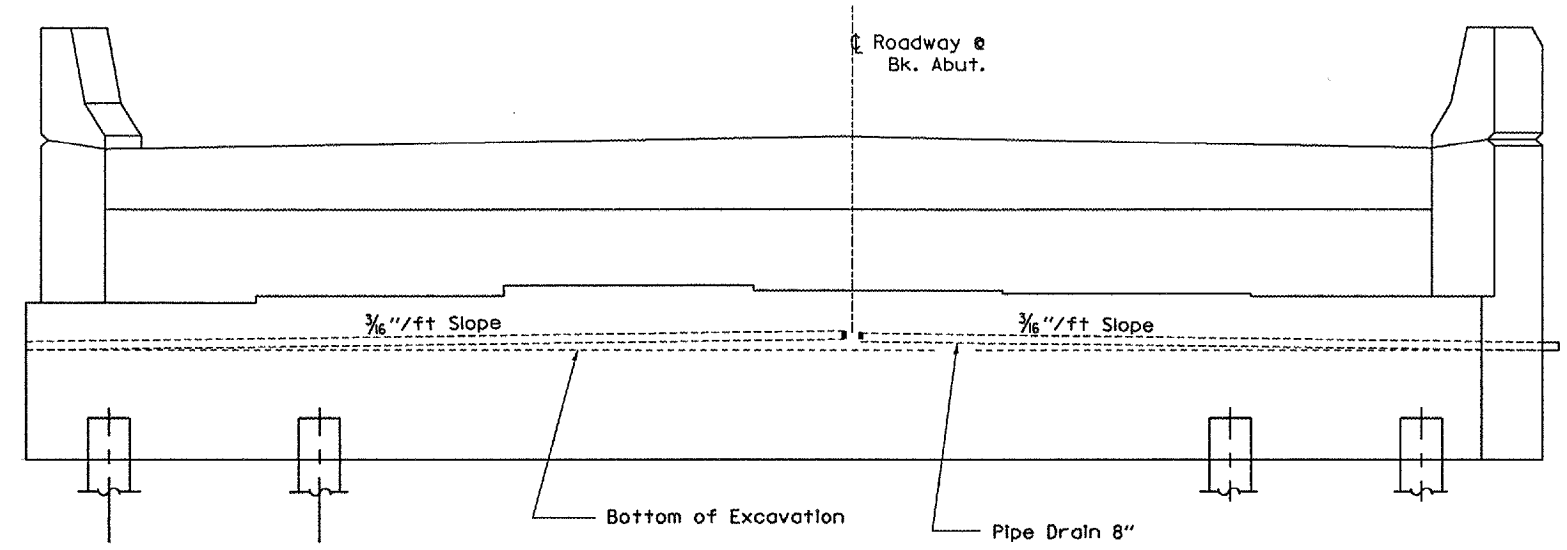 ℄ Roadway @
Bk. Abut.
3/16"/ft Slope
3/16"/ft Slope
Bottom of Excavation
Pipe Drain 8"